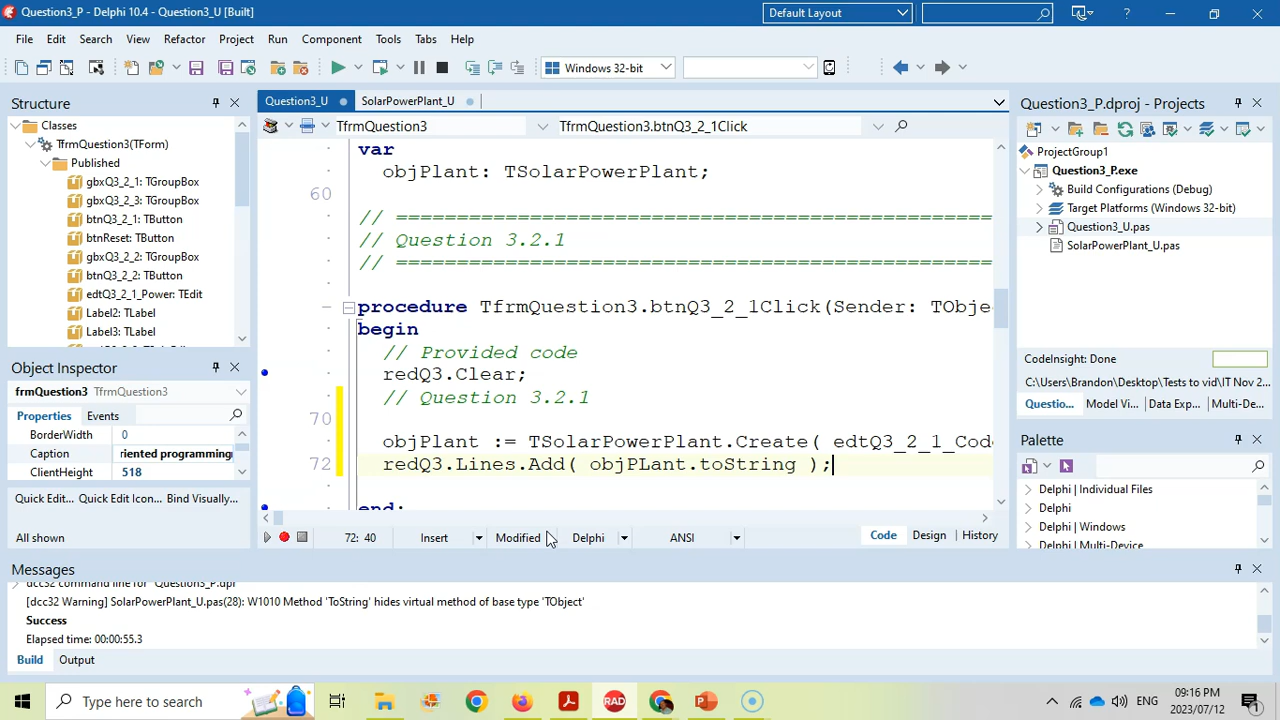 Question3_P - Delphi 10.4 - Question3_U [Built]
Default Layout
File Edit Search View Refactor Project Run Component Tools Tabs Help
Windows 32-bit
Structure
Classes
TfrmQuestion3(TForm)
Published
gbxQ3_2_1: TGroupBox
gbxQ3_2_3: TGroupBox
btnQ3_2_1: TButton
btnReset: TButton
gbxQ3_2_2: TGroupBox
btnQ3_2_2: TButton
edtQ3_2_1_Power: TEdit
Label2: TLabel
Label3: TLabel
Object Inspector
frmQuestion3 TfrmQuestion3
Properties Events
BorderWidth 0
Caption riented programming
ClientHeight 518
Quick Edit... Quick Edit Icon... Bind Visually...
All shown
Question3_U SolarPowerPlant_U
TfrmQuestion3 TfrmQuestion3.btnQ3_2_1Click
var
objPlant: TSolarPowerPlant;
60
// =================================================
// Question 3.2.1
// =================================================
procedure TfrmQuestion3.btnQ3_2_1Click(Sender: TObje
begin
// Provided code
redQ3.Clear;
// Question 3.2.1
70
objPlant := TSolarPowerPlant.Create( edtQ3_2_1_Code
72 redQ3.Lines.Add( objPLant.toString );
end;
72: 40 Insert Modified Delphi ANSI Code Design History
Question3_P.dproj - Projects
ProjectGroup1
Question3_P.exe
Build Configurations (Debug)
Target Platforms (Windows 32-bit)
Question3_U.pas
SolarPowerPlant_U.pas
CodeInsight: Done
C:\Users\Brandon\Desktop\Tests to vid\IT Nov 2...
Questio... Model Vi... Data Exp... Multi-De...
Palette
Delphi | Individual Files
Delphi
Delphi | Windows
Delphi | Multi-Device
Messages
dcc32 command line for "Question3_P.dpr"
[dcc32 Warning] SolarPowerPlant_U.pas(28): W1010 Method 'ToString' hides virtual method of base type 'TObject'
Success
Elapsed time: 00:00:55.3
Build Output
Type here to search
RAD
ENG
09:16 PM
2023/07/12
1